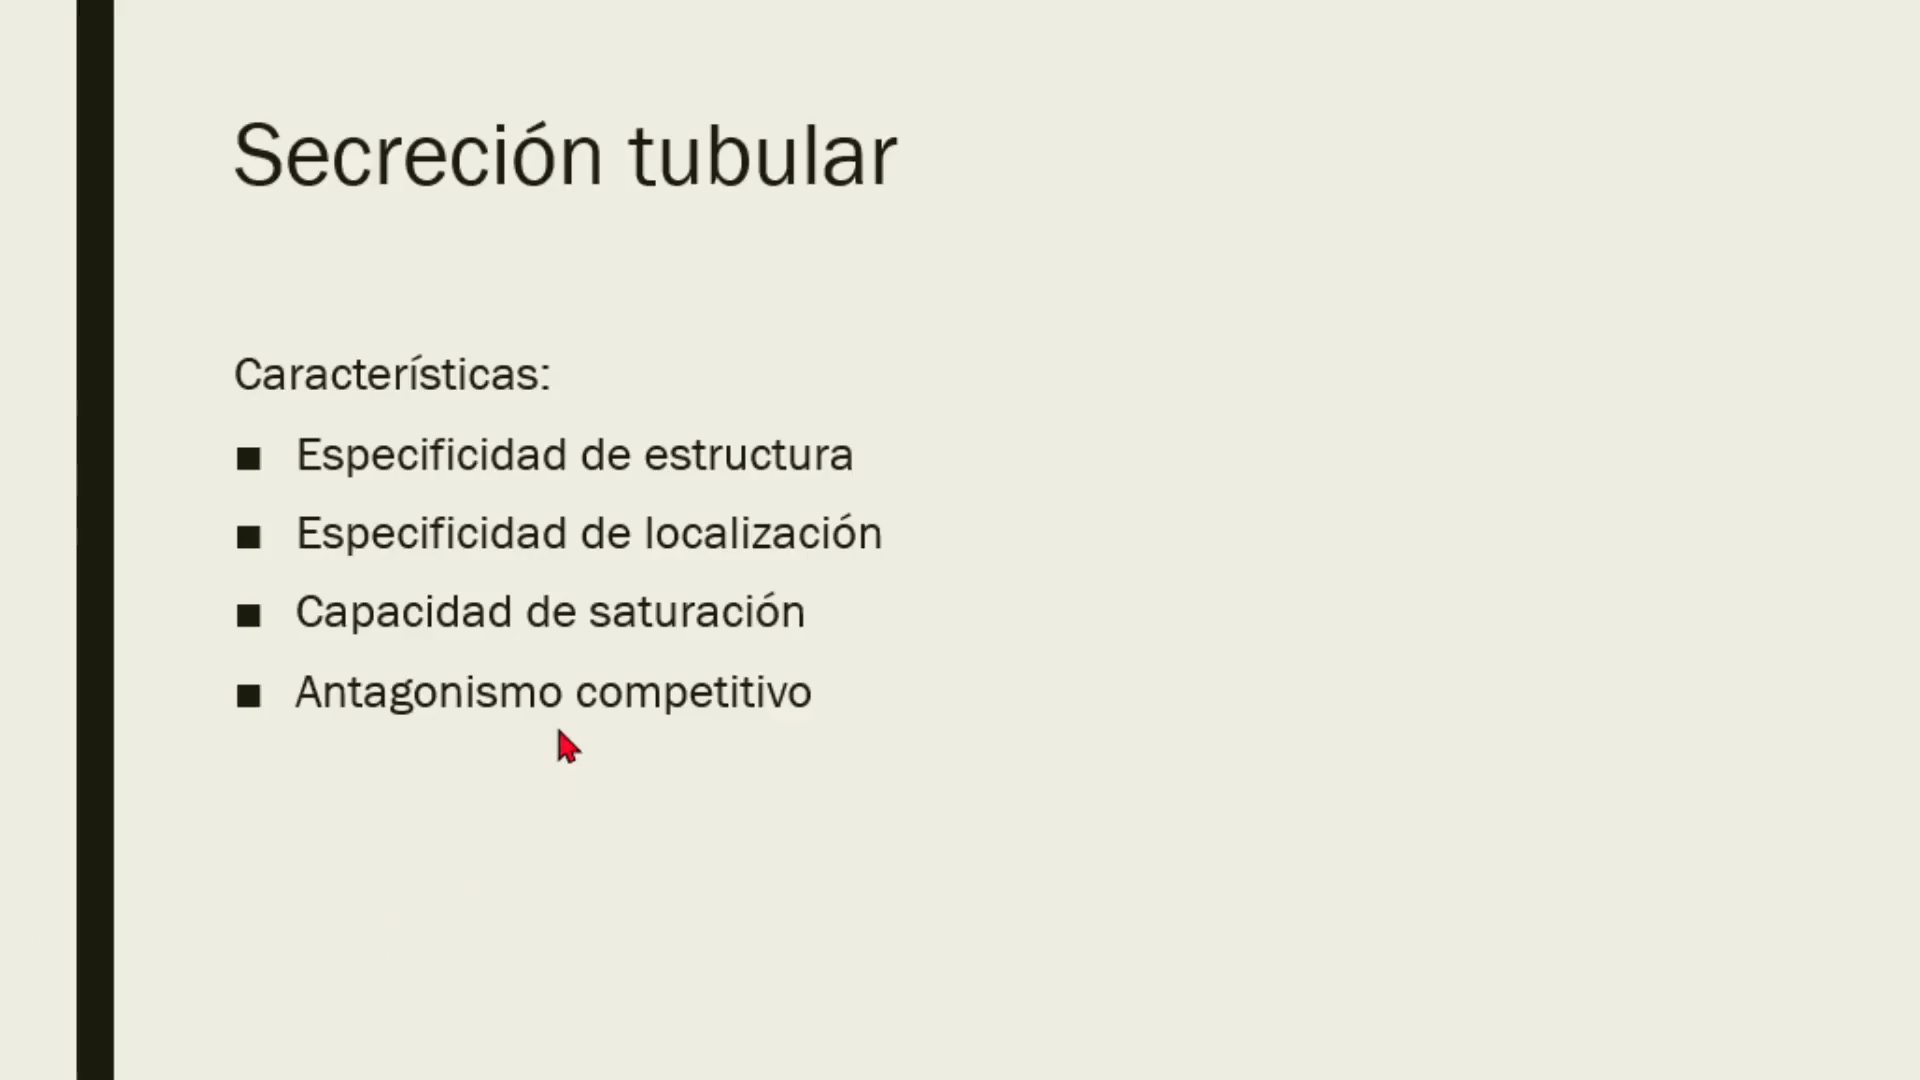 Secreción tubular
Características:
■ Especificidad de estructura
■ Especificidad de localización
■ Capacidad de saturación
■ Antagonismo competitivo